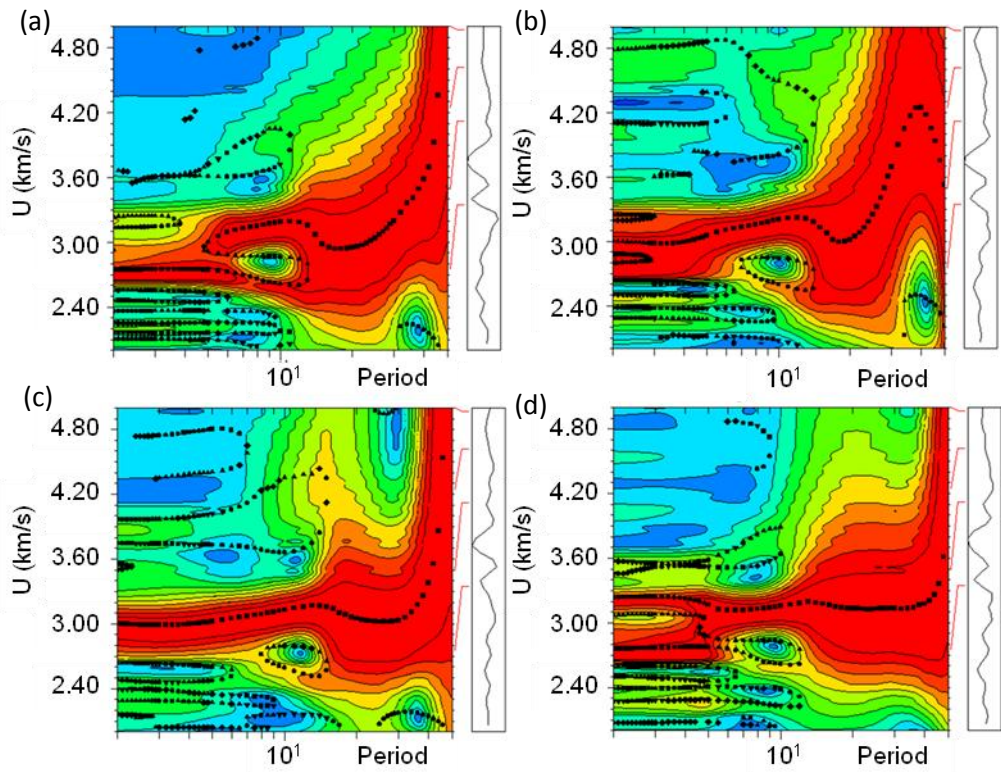 (a)
4.80
4.20
3.60
3.00
2.40
U (km/s)
10¹ Period
(b)
4.80
4.20
3.60
3.00
2.40
U (km/s)
10¹ Period
(c)
4.80
4.20
3.60
3.00
2.40
U (km/s)
10¹ Period
(d)
4.80
4.20
3.60
3.00
2.40
U (km/s)
10¹ Period